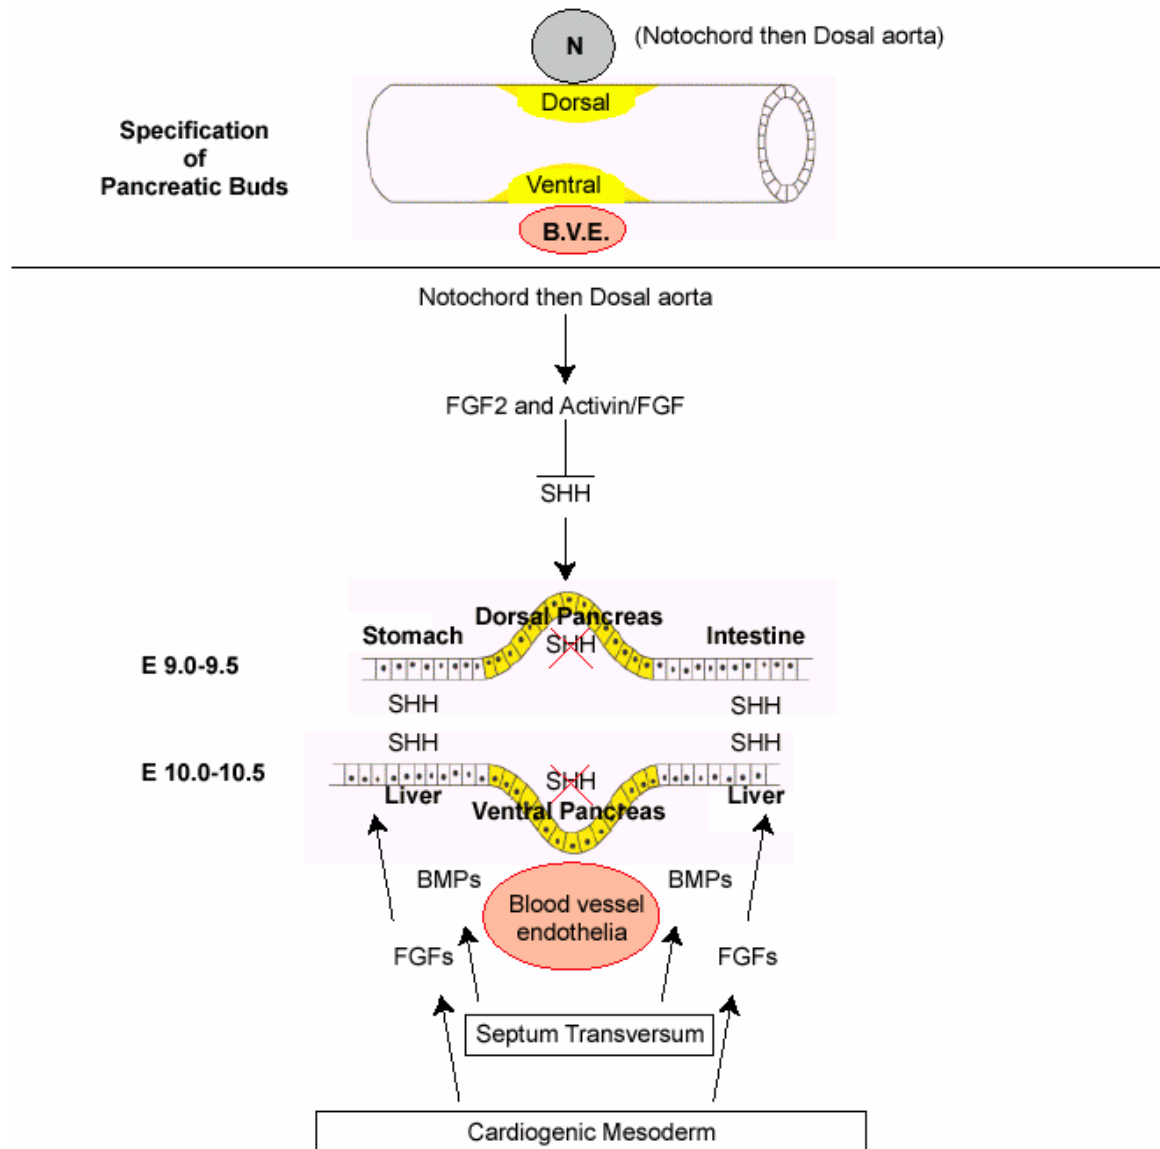 N
(Notochord then Dosal aorta)
Dorsal
Specification
of
Pancreatic Buds
Ventral
B.V.E.
Notochord then Dosal aorta
FGF2 and Activin/FGF
SHH
Dorsal Pancreas
Stomach
SHH
Intestine
E 9.0-9.5
SHH
SHH
SHH
SHH
E 10.0-10.5
SHH
Liver
Ventral Pancreas
Liver
BMPs
BMPs
Blood vessel
endothelia
FGFs
FGFs
Septum Transversum
Cardiogenic Mesoderm